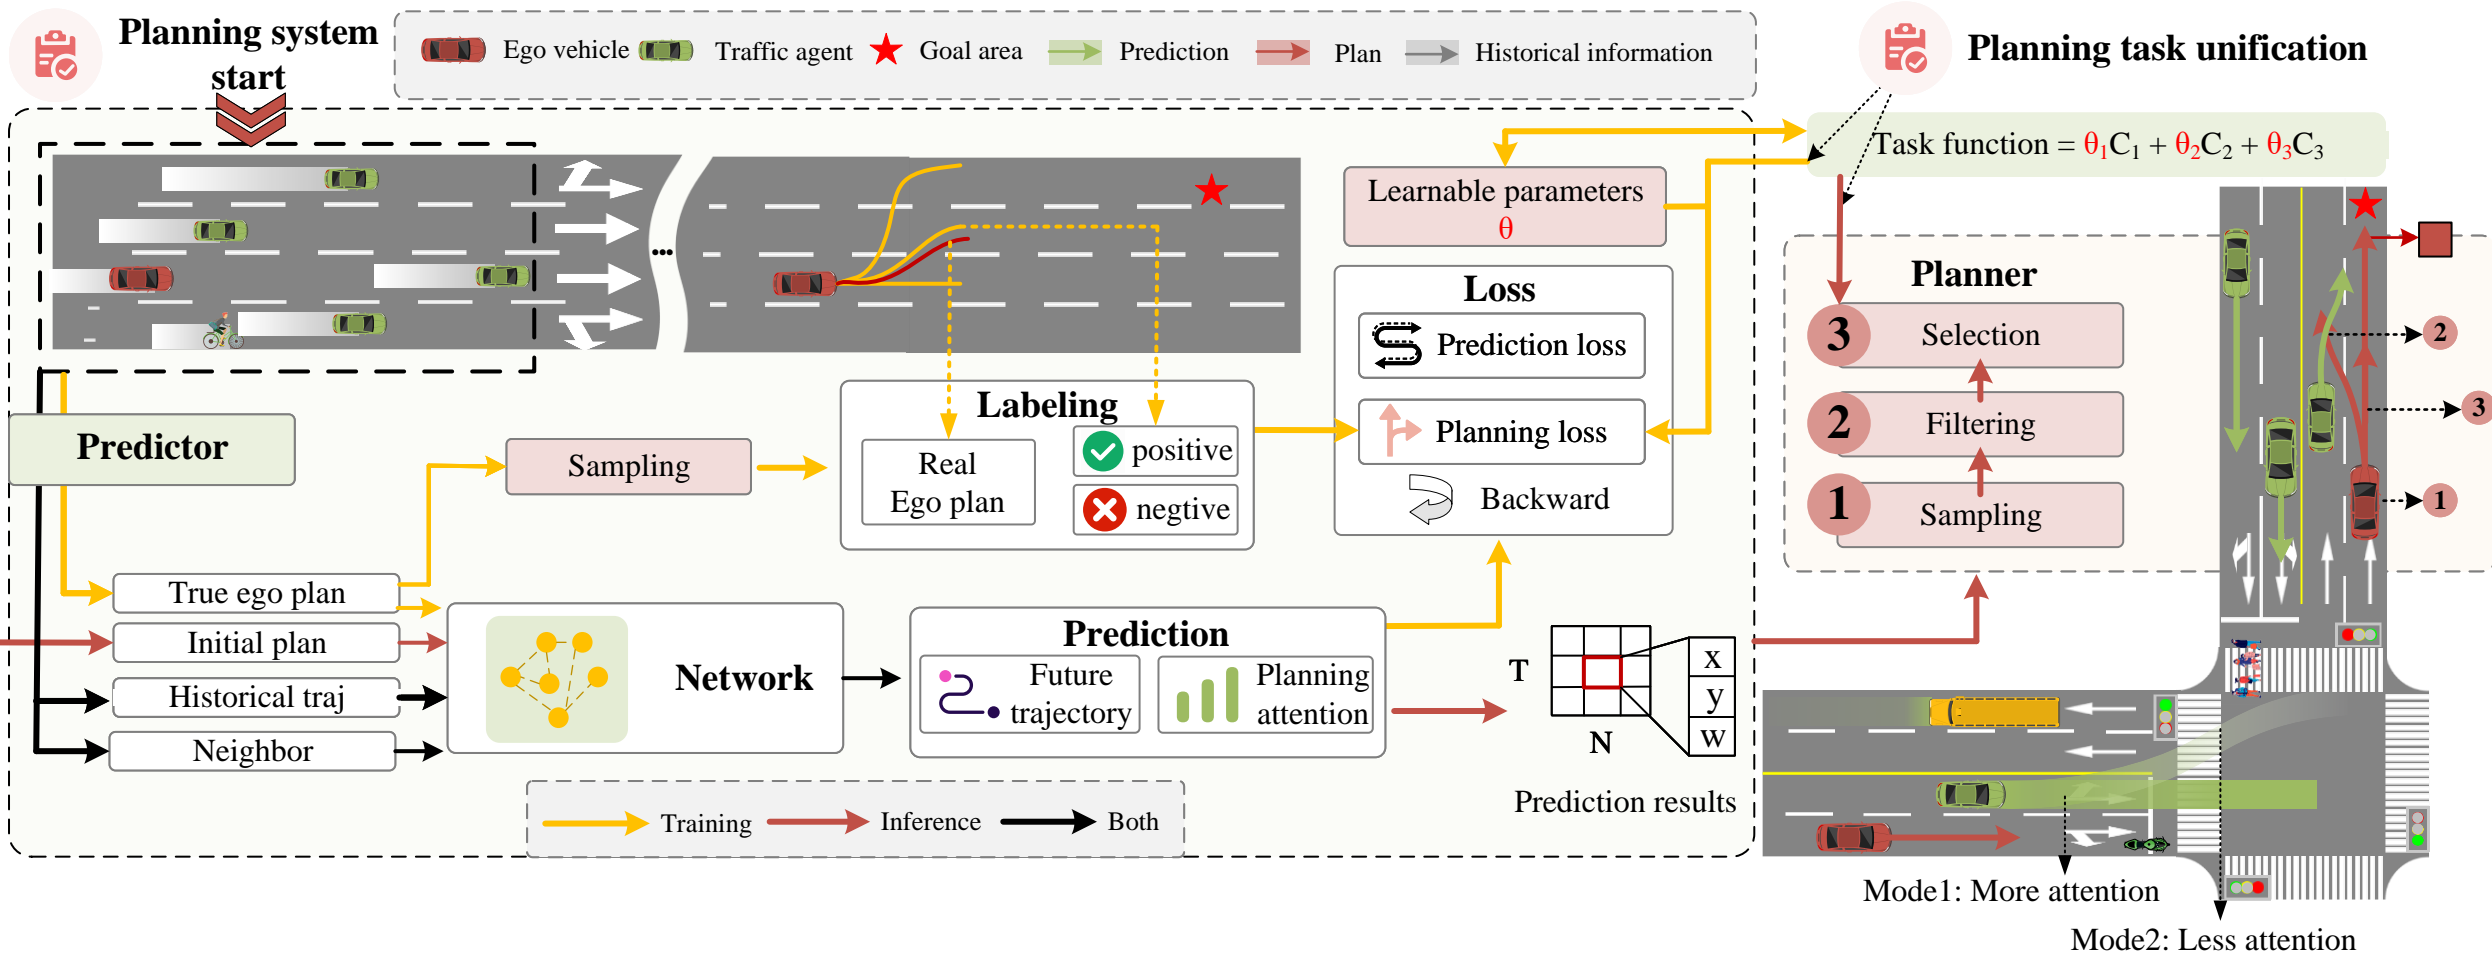 Planning system
start
Ego vehicle
Traffic agent
Goal area
Prediction
Plan
Historical information
Planning task unification
Task function = θ₁C₁ + θ₂C₂ + θ₃C₃
Learnable parameters
θ
Loss
Prediction loss
Planning loss
Backward
Labeling
Real
Ego plan
positive
negtive
Sampling
Predictor
True ego plan
Initial plan
Historical traj
Neighbor
Network
Prediction
Future
trajectory
Planning
attention
T
N
x
y
w
Prediction results
Training
Inference
Both
Planner
3
Selection
2
Filtering
1
Sampling
2
3
1
Mode1: More attention
Mode2: Less attention